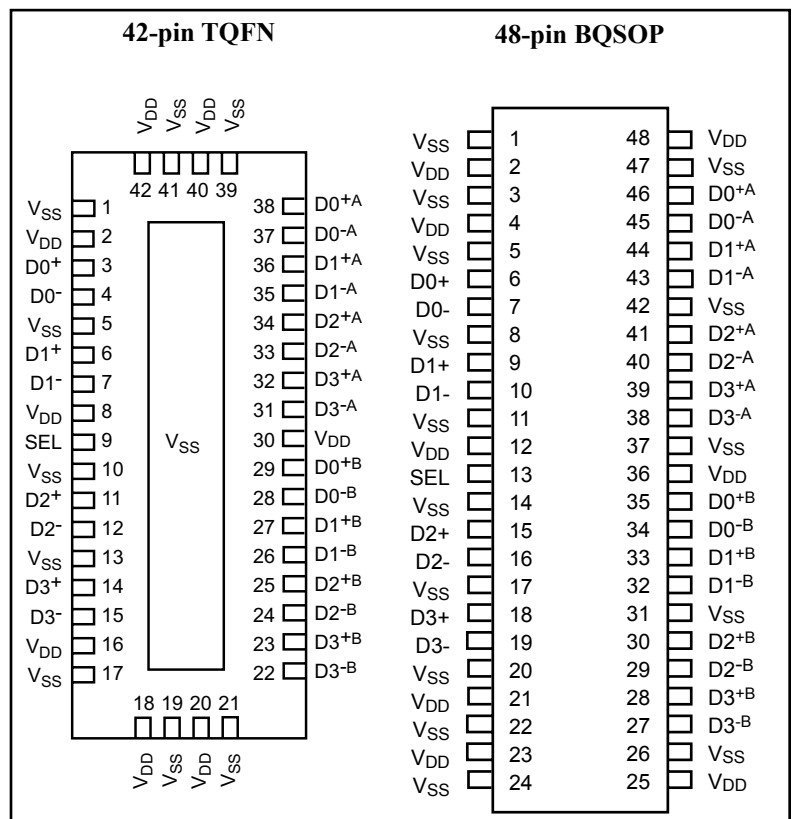 42-pin TQFN
VDD VSS VDD VSS
42 41 40 39
VSS 1
VDD 2
D0+ 3
D0- 4
VSS 5
D1+ 6
D1- 7
VDD 8
SEL 9
VSS 10
D2+ 11
D2- 12
VSS 13
D3+ 14
D3- 15
VDD 16
VSS 17
VSS
38 D0+A
37 D0-A
36 D1+A
35 D1-A
34 D2+A
33 D2-A
32 D3+A
31 D3-A
30 VDD
29 D0+B
28 D0-B
27 D1+B
26 D1-B
25 D2+B
24 D2-B
23 D3+B
22 D3-B
18 19 20 21
VDD VSS VDD VSS
48-pin BQSOP
VSS 1 48 VDD
VDD 2 47 VSS
VSS 3 46 D0+A
VDD 4 45 D0-A
VSS 5 44 D1+A
D0+ 6 43 D1-A
D0- 7 42 VSS
VSS 8 41 D2+A
D1+ 9 40 D2-A
D1- 10 39 D3+A
VSS 11 38 D3-A
VDD 12 37 VSS
SEL 13 36 VDD
VSS 14 35 D0+B
D2+ 15 34 D0-B
D2- 16 33 D1+B
VSS 17 32 D1-B
D3+ 18 31 VSS
D3- 19 30 D2+B
VSS 20 29 D2-B
VDD 21 28 D3+B
VSS 22 27 D3-B
VDD 23 26 VSS
VSS 24 25 VDD